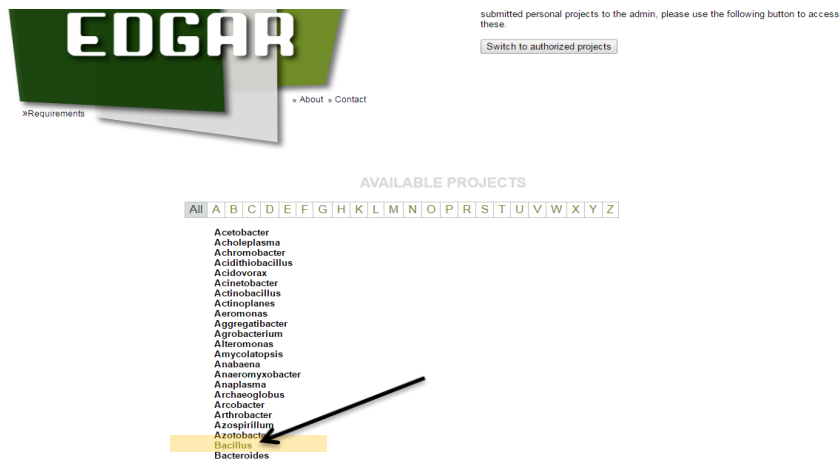 EDGAR
submitted personal projects to the admin, please use the following button to access
these.
Switch to authorized projects
» About » Contact
»Requirements
AVAILABLE PROJECTS
All A B C D E F G H K L M N O P R S T U V W X Y Z
Acetobacter
Acholeplasma
Achromobacter
Acidithiobacillus
Acidovorax
Acinetobacter
Actinobacillus
Actinoplanes
Aeromonas
Aggregatibacter
Agrobacterium
Alteromonas
Amycolatopsis
Anabaena
Anaeromyxobacter
Anaplasma
Archaeoglobus
Arcobacter
Arthrobacter
Azospirillum
Azotobacter
Bacillus
Bacteroides